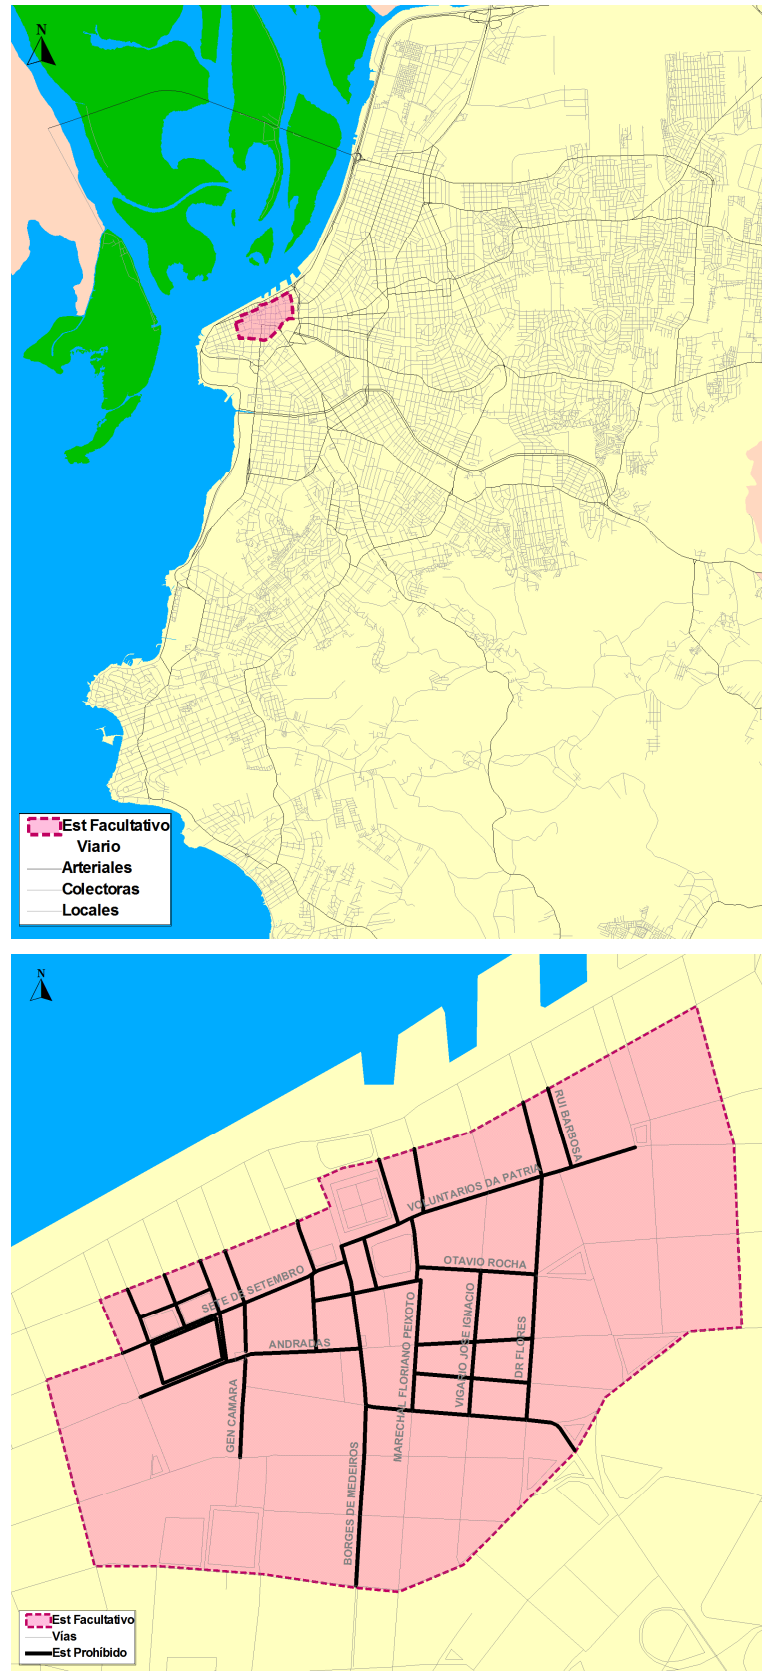 N
Est Facultativo
Viario
Arteriales
Colectoras
Locales
N
RUI BARBOSA
VOLUNTARIOS DA PATRIA
OTAVIO ROCHA
SETE DE SETEMBRO
ANDRADAS
MARECHAL FLORIANO PEIXOTO
VIGARIO JOSE IGNACIO
DR FLORES
GEN CAMARA
BORGES DE MEDEIROS
Est Facultativo
Vías
Est Prohíbido